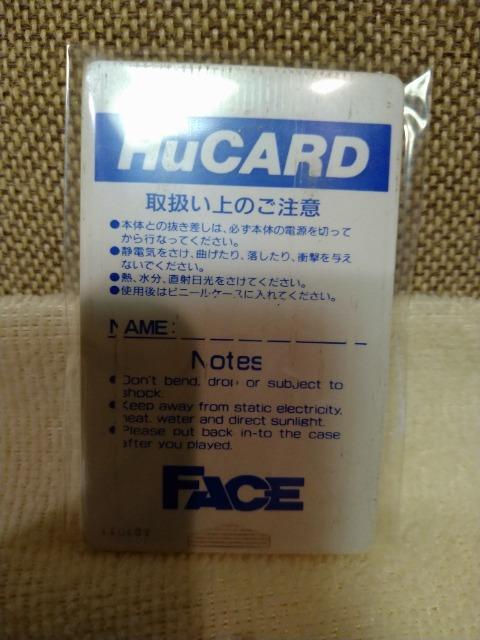 HuCARD
取扱い上のご注意
●本体との抜き差しは、必ず本体の電源を切って
から行なってください。
●静電気をさけ、曲げたり、落したり、衝撃を与え
ないでください。
●熱、水分、直射日光をさけてください。
●使用後はビニールケースに入れてください。
NAME:
Notes
●Don't bend, drop or subject to
shock.
●Keep away from static electricity,
heat, water and direct sunlight.
●Please put back in-to the case
after you played.
FACE